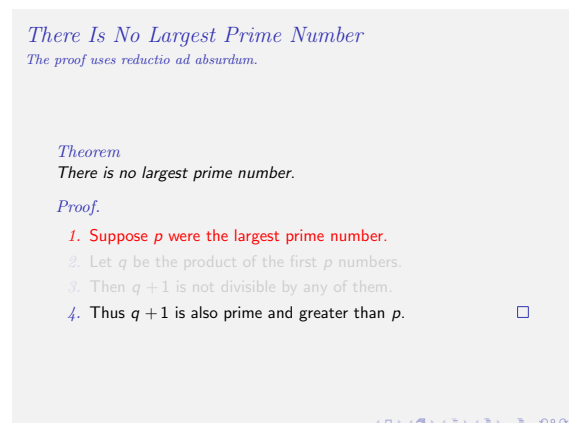 There Is No Largest Prime Number
The proof uses reductio ad absurdum.
Theorem
There is no largest prime number.
Proof.
1. Suppose p were the largest prime number.
2. Let q be the product of the first p numbers.
3. Then q + 1 is not divisible by any of them.
4. Thus q + 1 is also prime and greater than p.